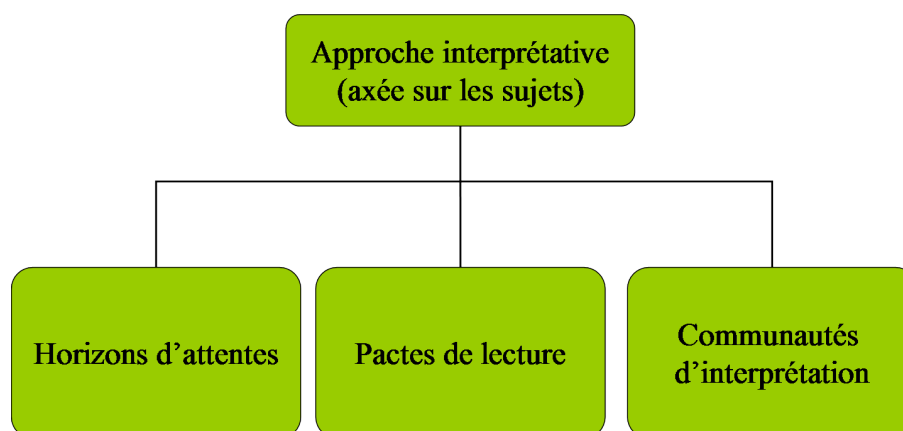 Approche interprétative
(axée sur les sujets)
Horizons d'attentes
Pactes de lecture
Communautés
d'interprétation